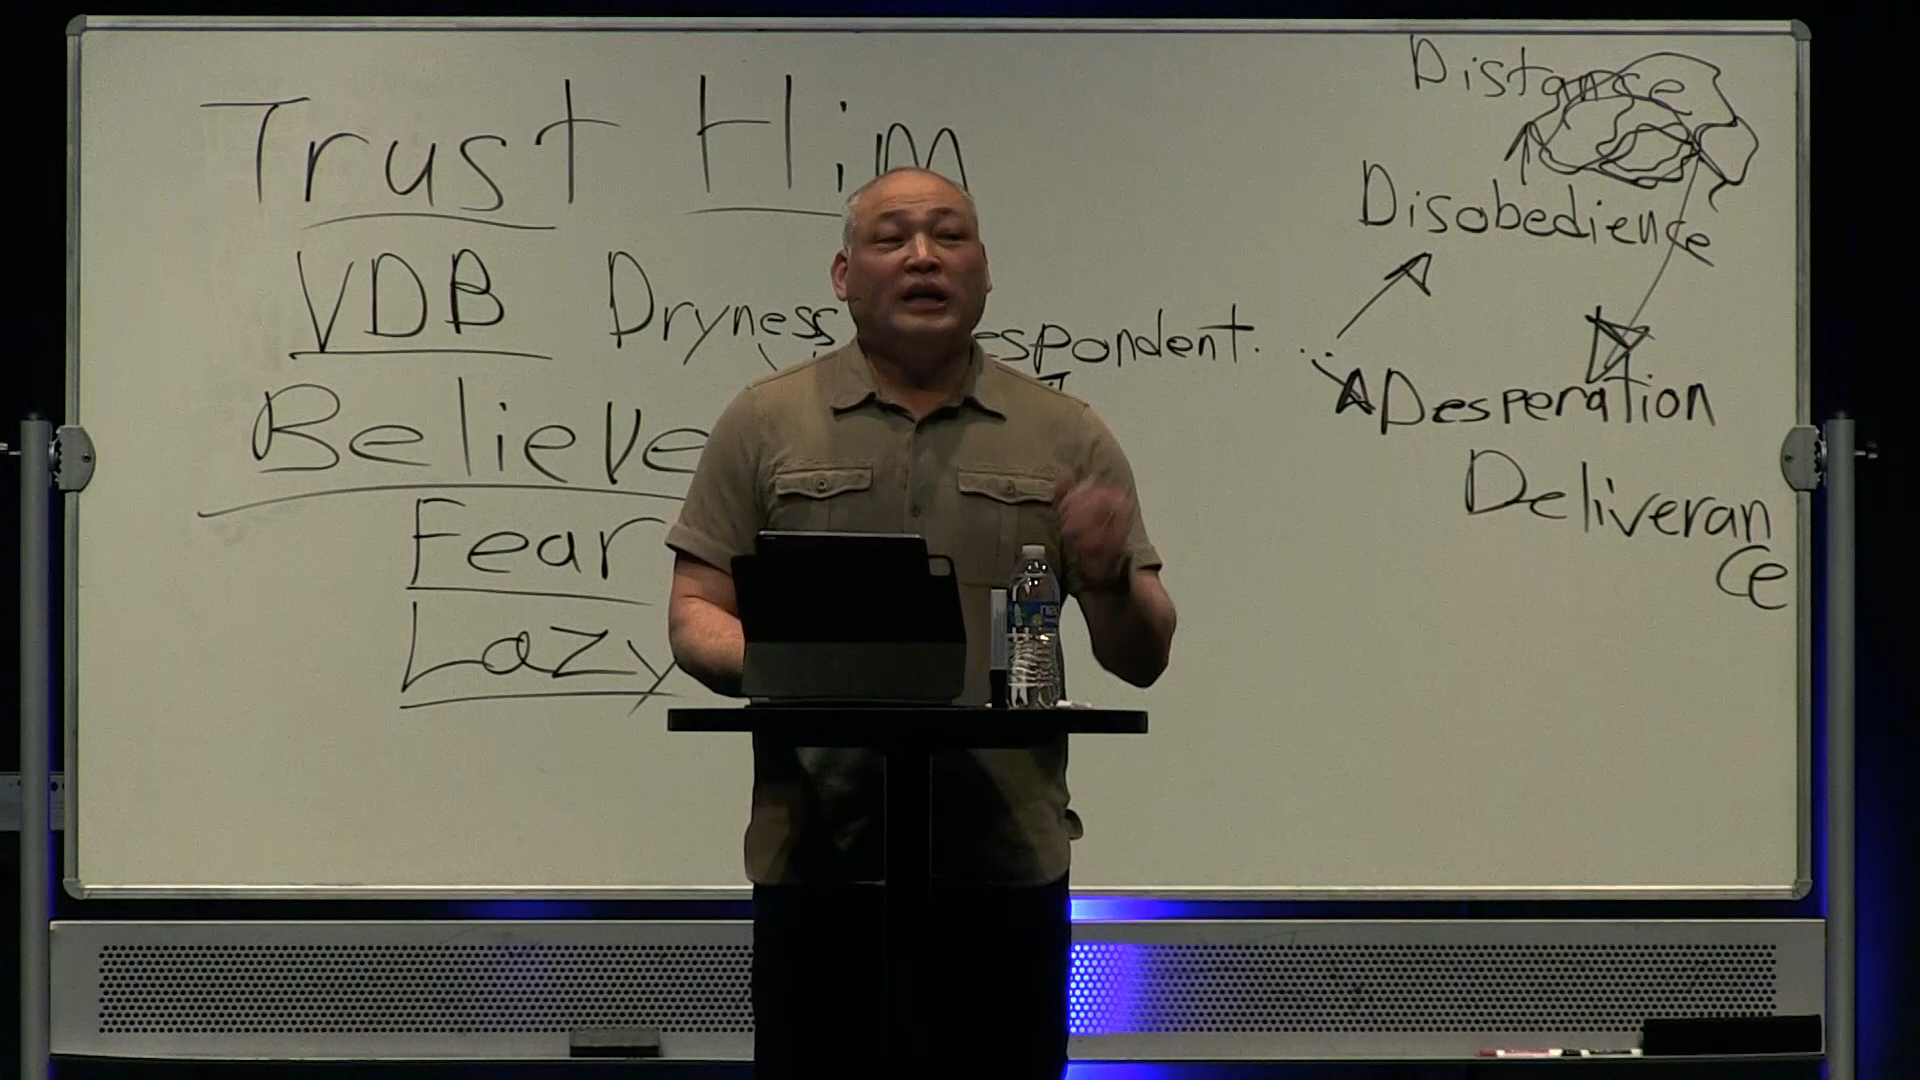 Trust Him
VDB Dryness espondent...
Believe
Fear
Lazy
Distance
Disobedience
Desperation
Deliveran
ce